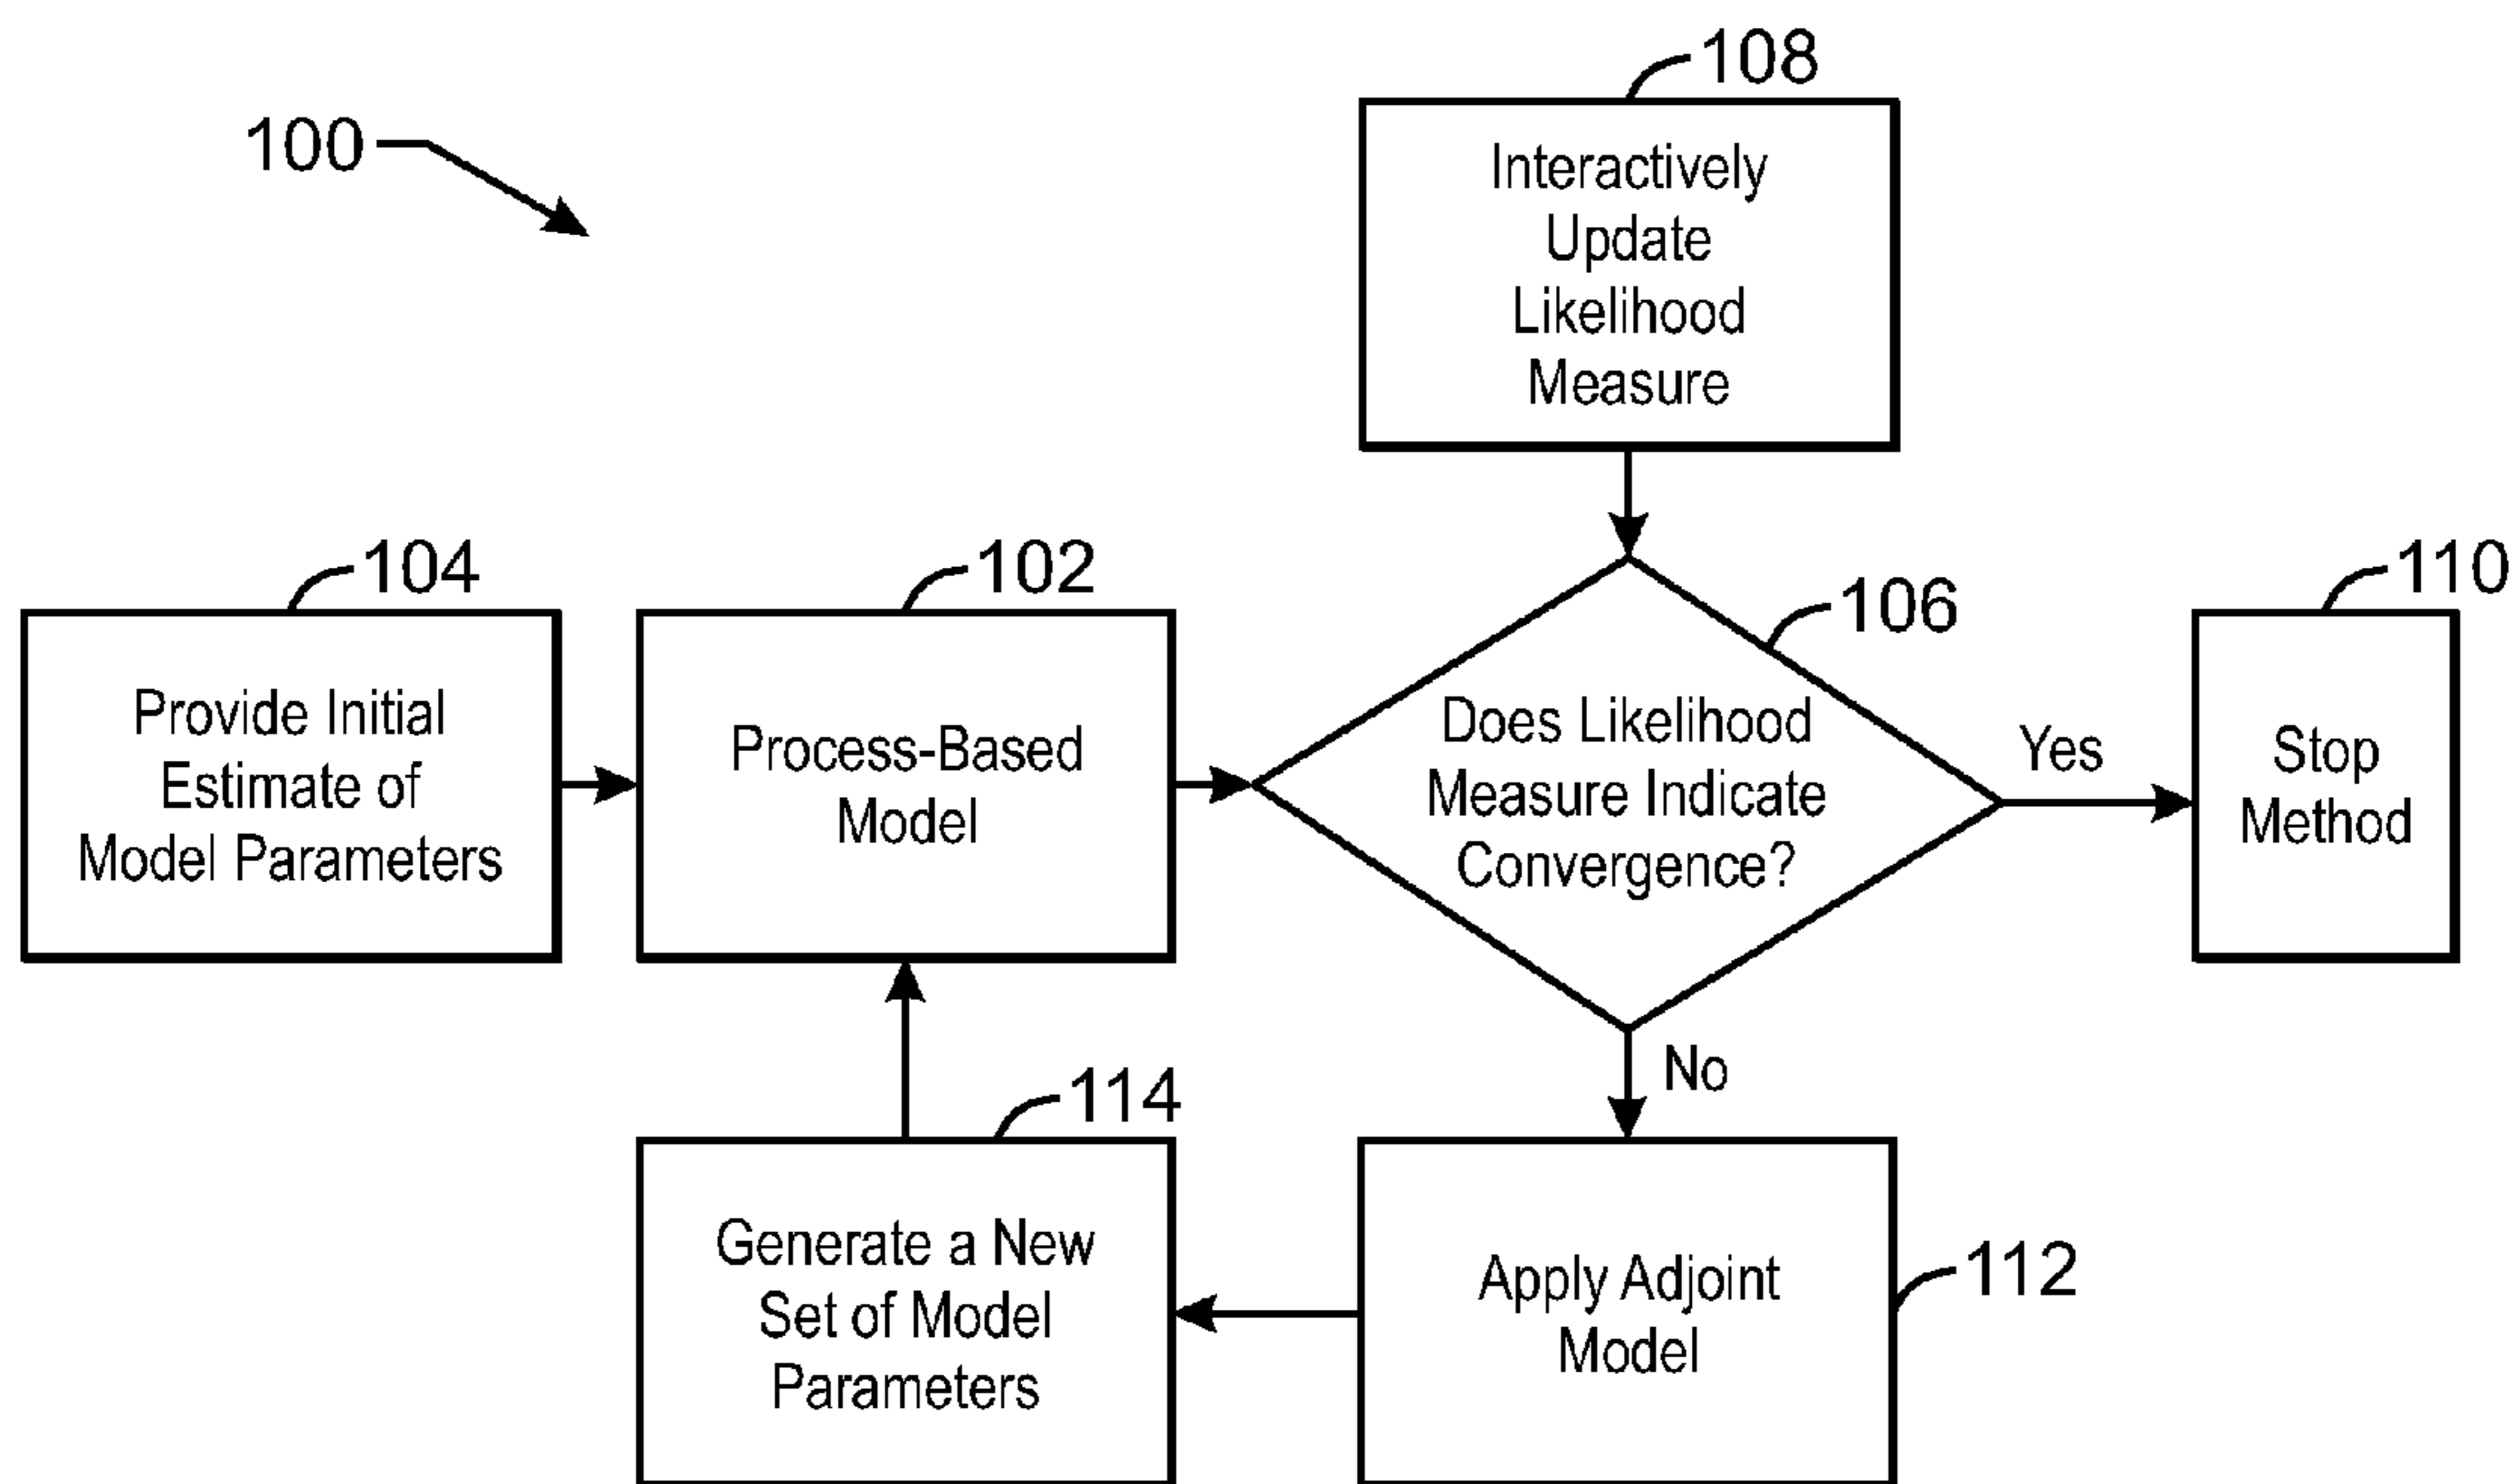 100
108
Interactively
Update
Likelihood
Measure
104
Provide Initial
Estimate of
Model Parameters
102
Process-Based
Model
106
Does Likelihood
Measure Indicate
Convergence?
Yes
110
Stop
Method
No
114
Generate a New
Set of Model
Parameters
112
Apply Adjoint
Model